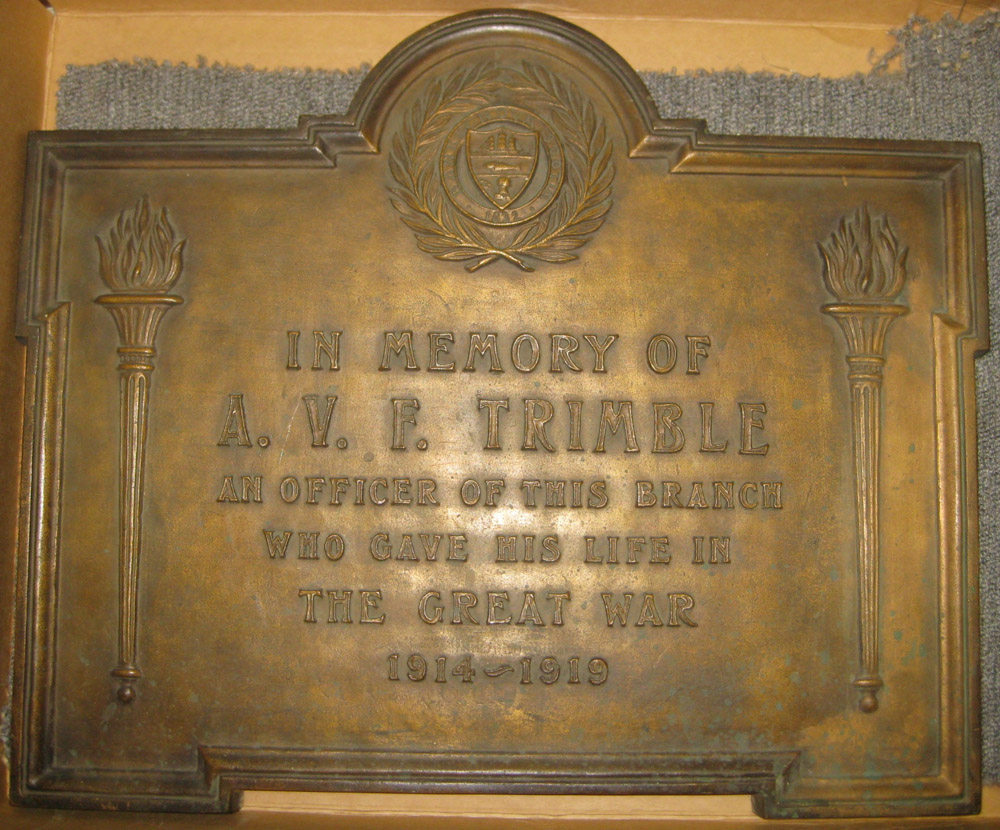 IN MEMORY OF
A. V. F. TRIMBLE
AN OFFICER OF THIS BRANCH
WHO GAVE HIS LIFE IN
THE GREAT WAR
1914~1919